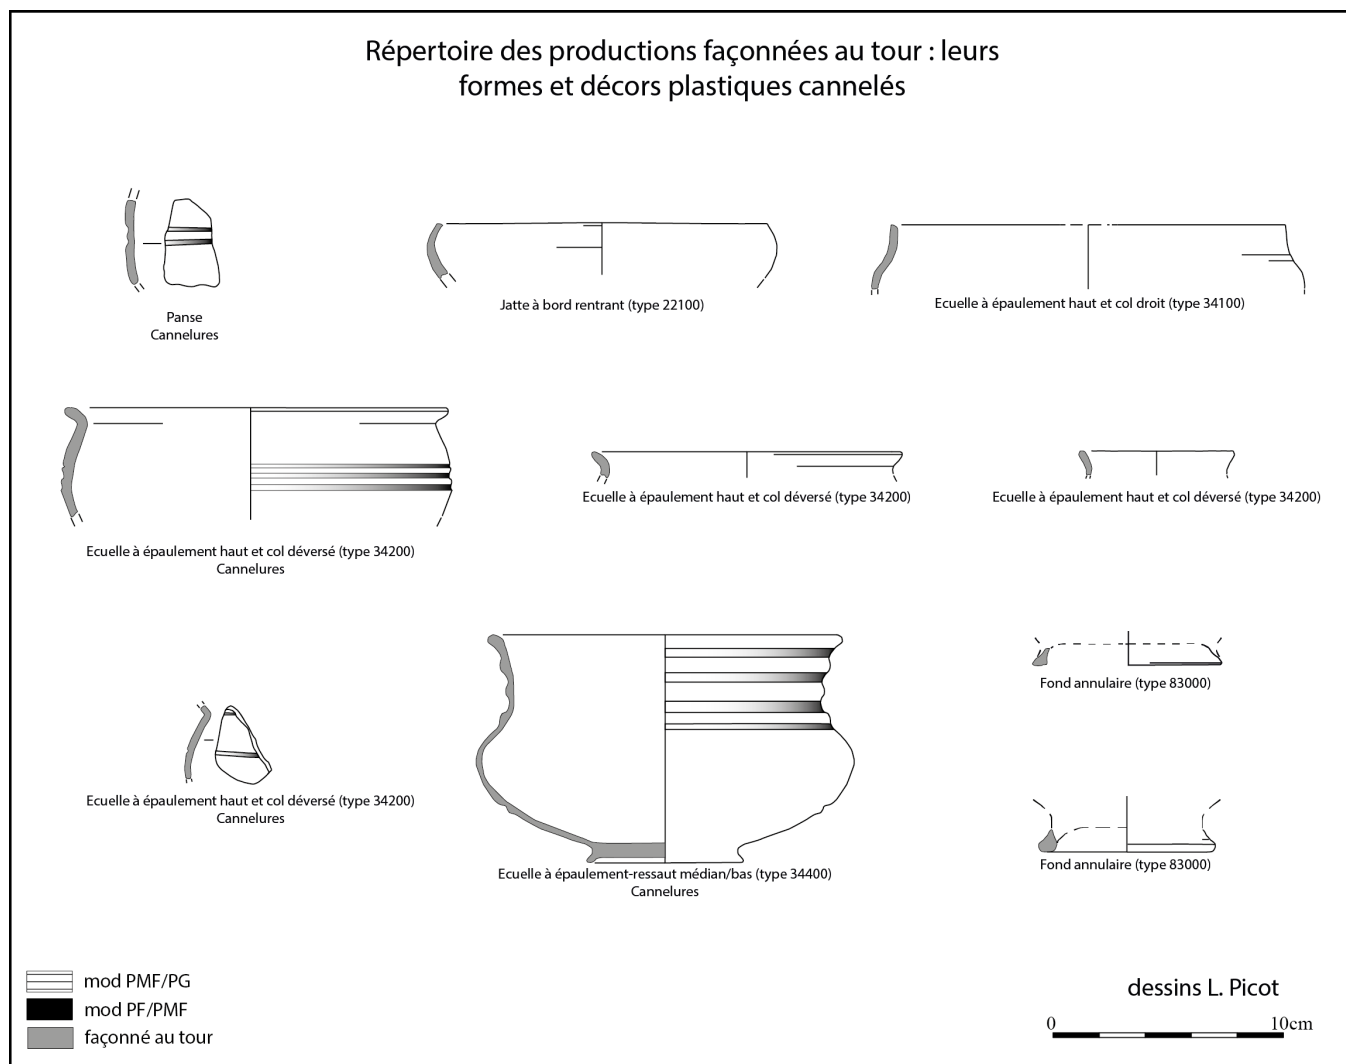 Répertoire des productions façonnées au tour : leurs
formes et décors plastiques cannelés
Panse
Cannelures
Jatte à bord rentrant (type 22100)
Ecuelle à épaulement haut et col droit (type 34100)
Ecuelle à épaulement haut et col déversé (type 34200)
Cannelures
Ecuelle à épaulement haut et col déversé (type 34200)
Ecuelle à épaulement haut et col déversé (type 34200)
Ecuelle à épaulement haut et col déversé (type 34200)
Cannelures
Ecuelle à épaulement-ressaut médian/bas (type 34400)
Cannelures
Fond annulaire (type 83000)
Fond annulaire (type 83000)
mod PMF/PG
mod PF/PMF
façonné au tour
dessins L. Picot
0 10cm